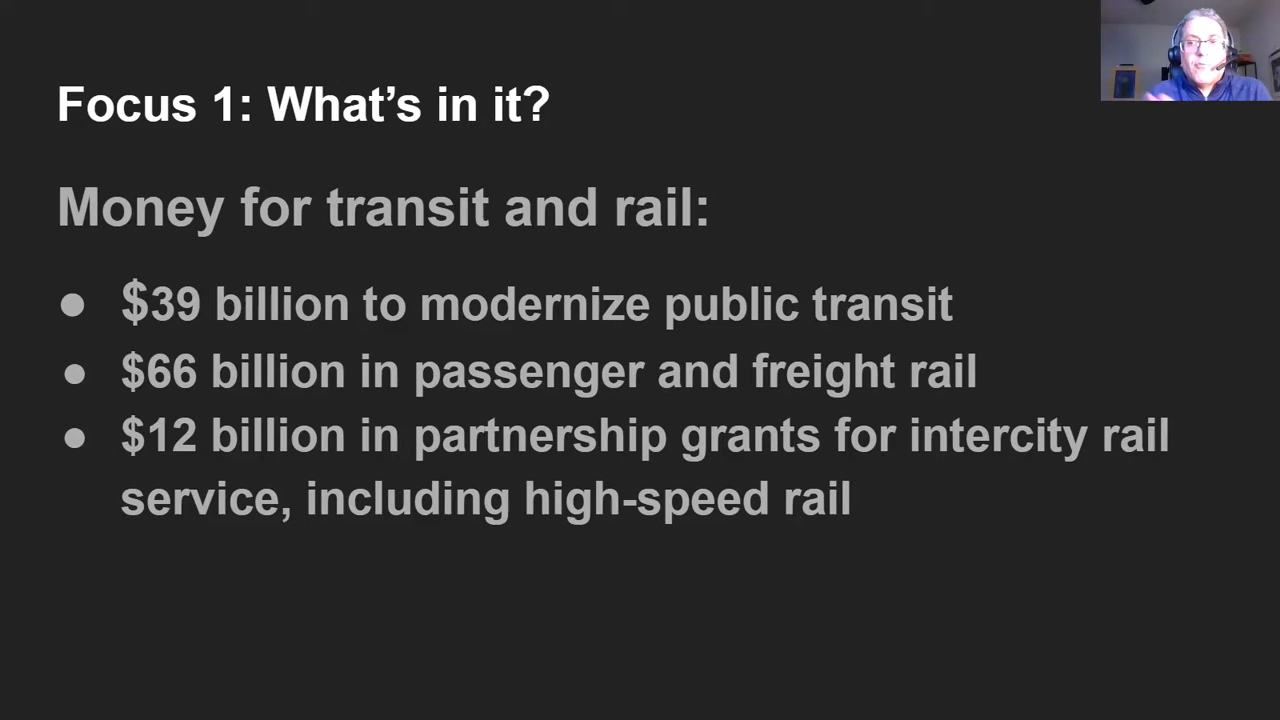 Focus 1: What’s in it?
Money for transit and rail:
● $39 billion to modernize public transit
● $66 billion in passenger and freight rail
● $12 billion in partnership grants for intercity rail
service, including high-speed rail